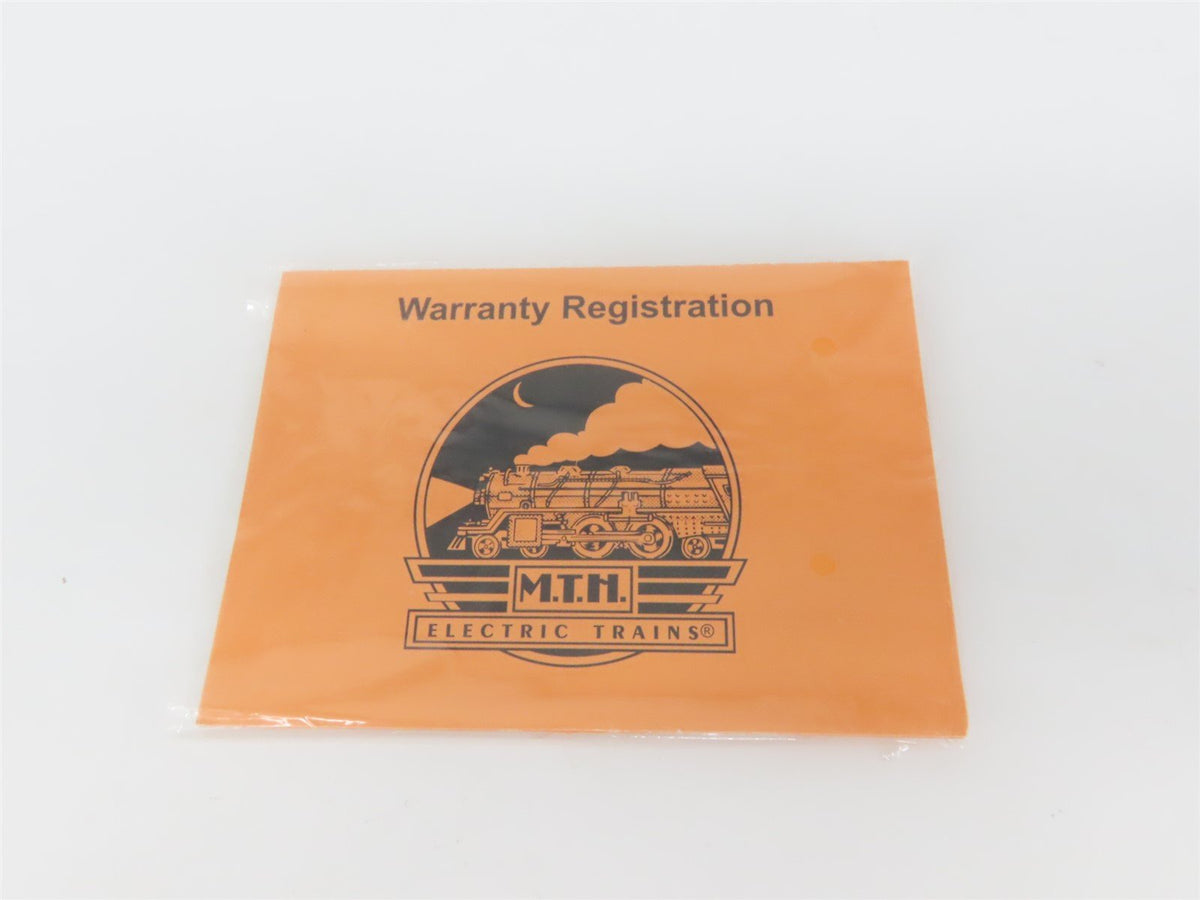 Warranty Registration
M.T.H.
ELECTRIC TRAINS®